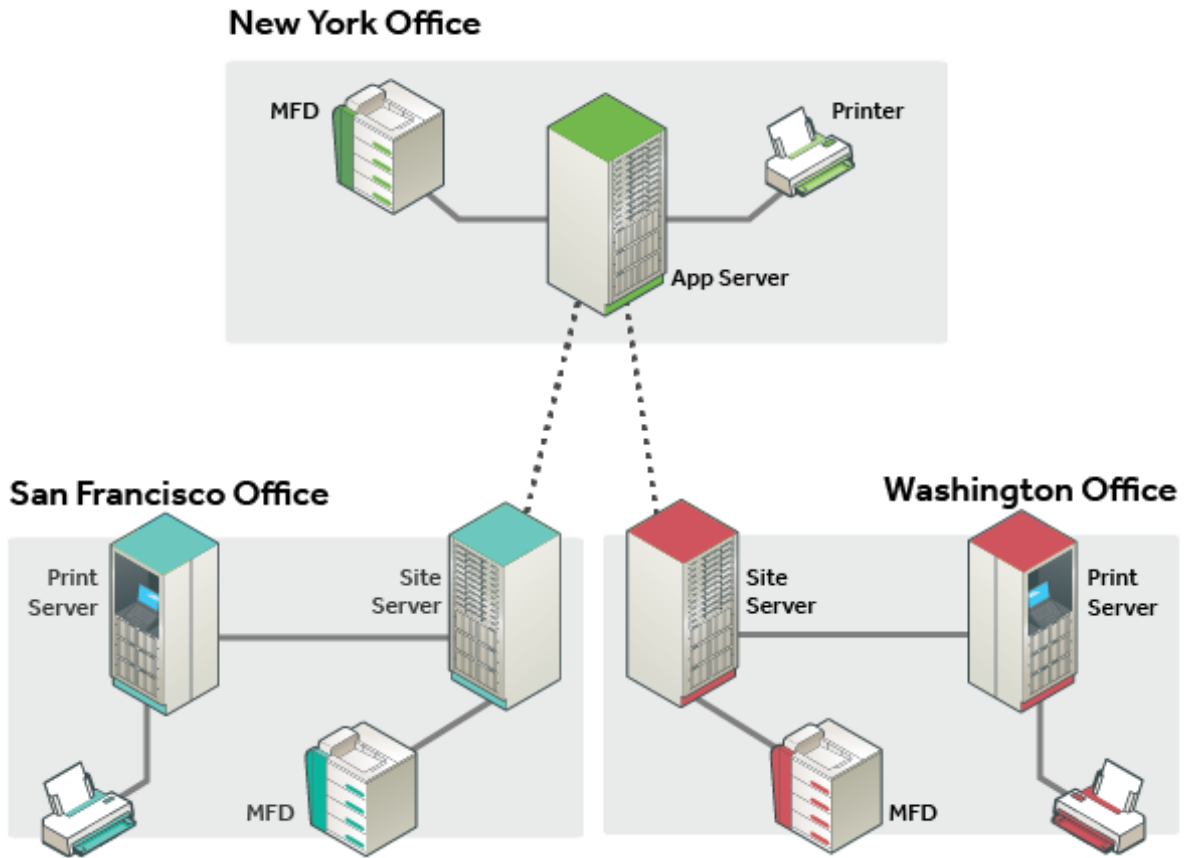 New York Office
MFD
Printer
App Server
San Francisco Office
Print
Server
Site
Server
MFD
Washington Office
Site
Server
Print
Server
MFD